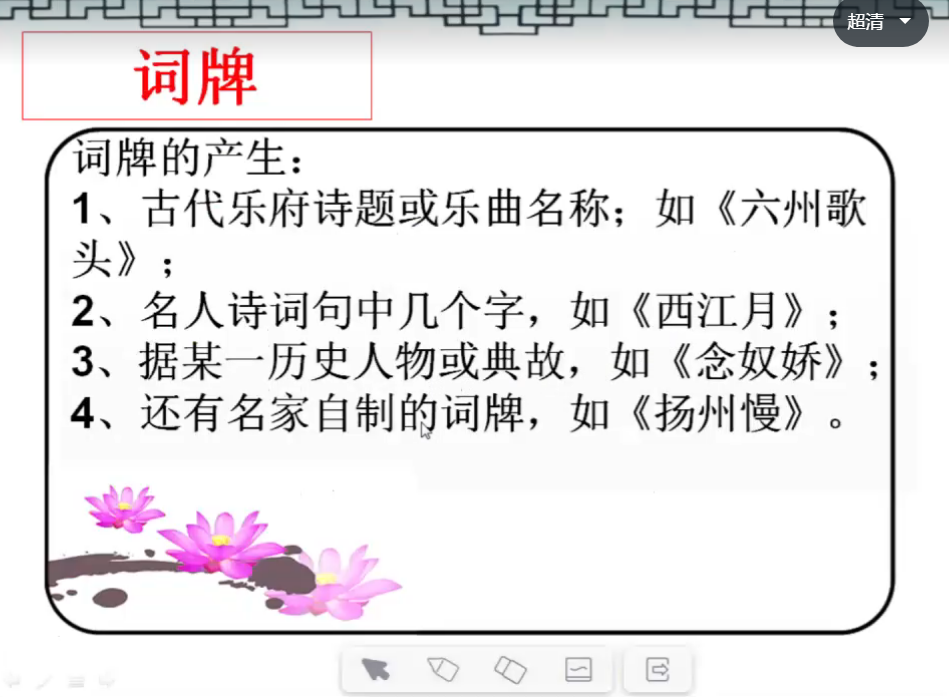 超清
词牌
词牌的产生：
1、古代乐府诗题或乐曲名称；如《六州歌
头》；
2、名人诗词句中几个字，如《西江月》；
3、据某一历史人物或典故，如《念奴娇》；
4、还有名家自制的词牌，如《扬州慢》。